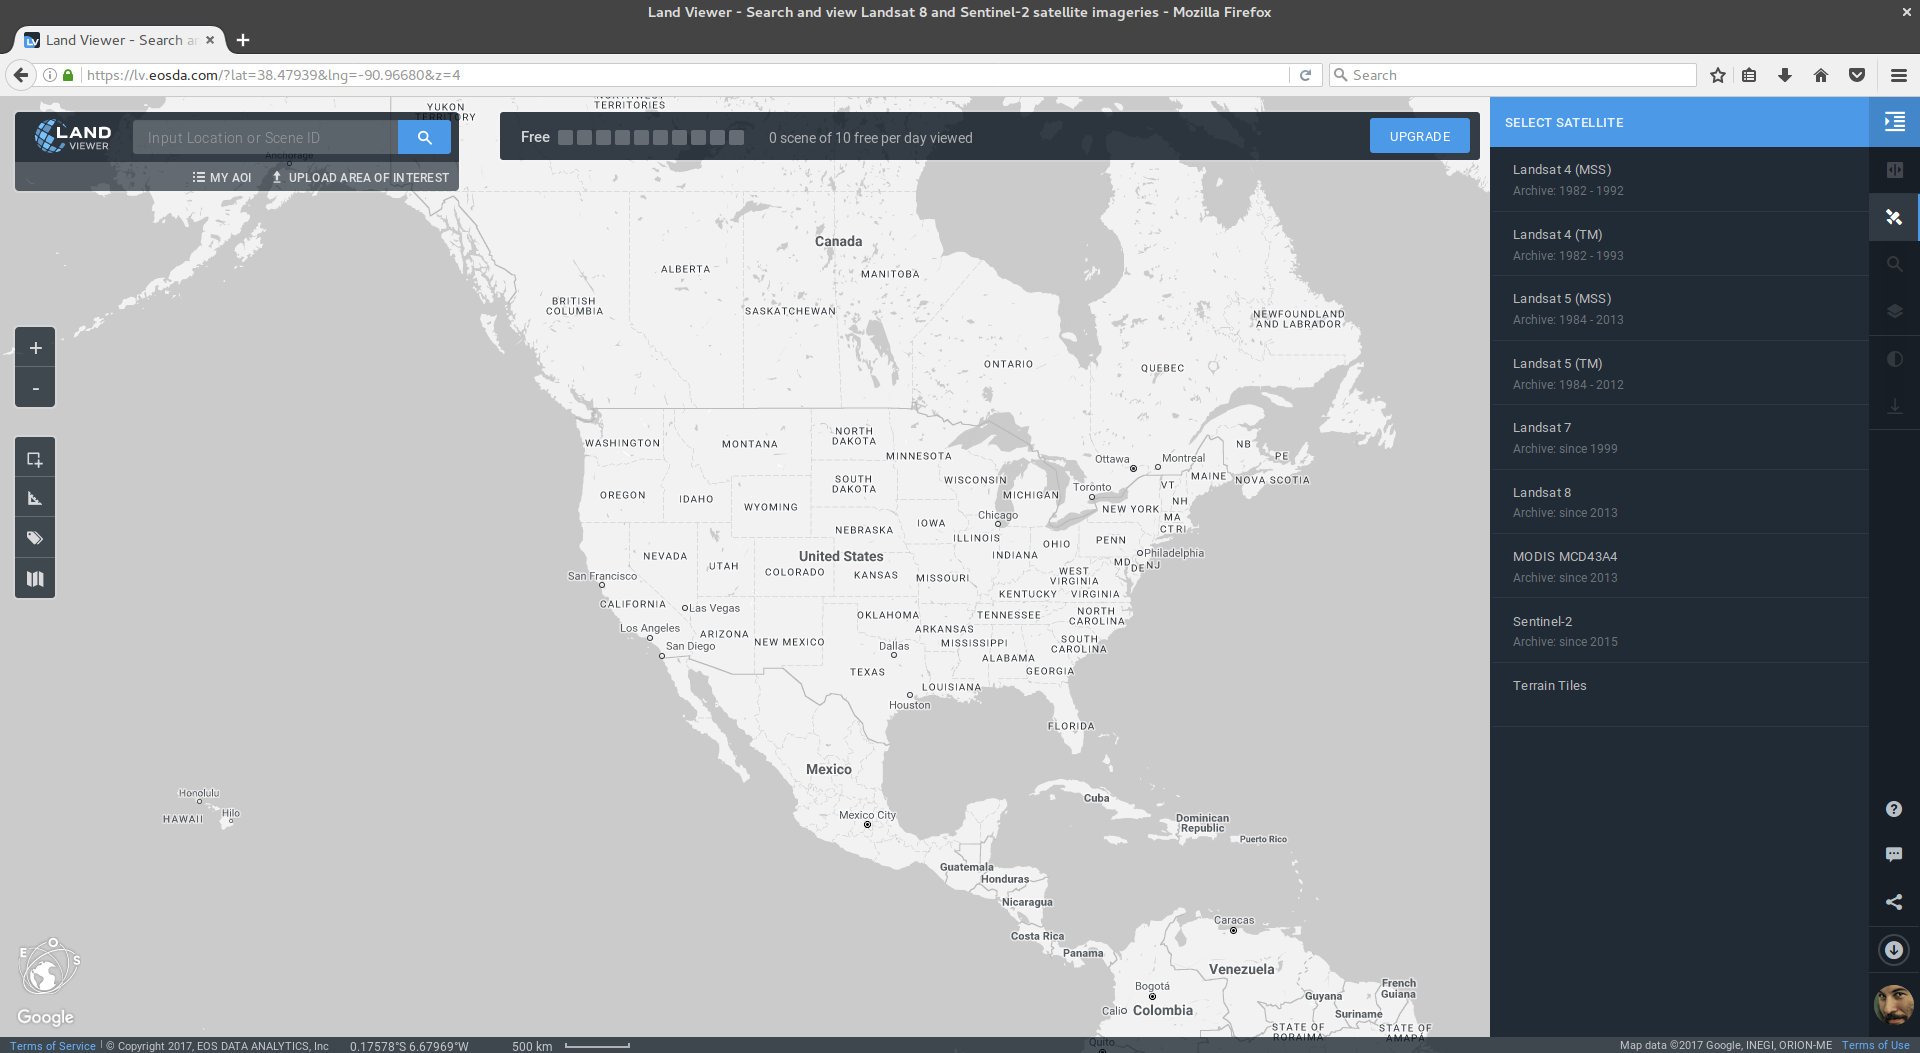 Land Viewer - Search and view Landsat 8 and Sentinel-2 satellite imageries - Mozilla Firefox
Land Viewer - Search a
https://lv.eosda.com/?lat=38.47939&lng=-90.96680&z=4
Search
LAND
VIEWER
Input Location or Scene ID
MY AOI
UPLOAD AREA OF INTEREST
Free
0 scene of 10 free per day viewed
UPGRADE
SELECT SATELLITE
Landsat 4 (MSS)
Archive: 1982 - 1992
Landsat 4 (TM)
Archive: 1982 - 1993
Landsat 5 (MSS)
Archive: 1984 - 2013
Landsat 5 (TM)
Archive: 1984 - 2012
Landsat 7
Archive: since 1999
Landsat 8
Archive: since 2013
MODIS MCD43A4
Archive: since 2013
Sentinel-2
Archive: since 2015
Terrain Tiles
+
-
YUKON
TERRITORY
NORTHWEST
TERRITORIES
Anchorage
Canada
ALBERTA
MANITOBA
BRITISH
COLUMBIA
SASKATCHEWAN
NEWFOUNDLAND
AND LABRADOR
ONTARIO
QUEBEC
WASHINGTON
MONTANA
NORTH
DAKOTA
MINNESOTA
Ottawa
Montreal
NB
PE
MAINE
NOVA SCOTIA
OREGON
IDAHO
WYOMING
SOUTH
DAKOTA
WISCONSIN
MICHIGAN
Toronto
VT
NH
NEW YORK
MA
CT RI
Chicago
IOWA
NEBRASKA
ILLINOIS
INDIANA
OHIO
PENN
Philadelphia
MD
DE NJ
NEVADA
UTAH
United States
COLORADO
KANSAS
MISSOURI
WEST
VIRGINIA
KENTUCKY
VIRGINIA
San Francisco
CALIFORNIA
Las Vegas
OKLAHOMA
TENNESSEE
NORTH
CAROLINA
Los Angeles
ARIZONA
NEW MEXICO
ARKANSAS
MISSISSIPPI
SOUTH
CAROLINA
San Diego
Dallas
ALABAMA
GEORGIA
TEXAS
LOUISIANA
Houston
FLORIDA
Mexico
Honolulu
HAWAII
Hilo
Mexico City
Cuba
Dominican
Republic
Puerto Rico
Guatemala
Honduras
Nicaragua
Costa Rica
Panama
Caracas
Venezuela
Bogotá
Cali
Colombia
Guyana
Suriname
French
Guiana
STATE OF
RORAIMA
STATE OF
AMAPÁ
Quito
E O S
Google
Terms of Service | © Copyright 2017, EOS DATA ANALYTICS, Inc
0.17578°S 6.67969°W
500 km
Map data ©2017 Google, INEGI, ORION-ME
Terms of Use